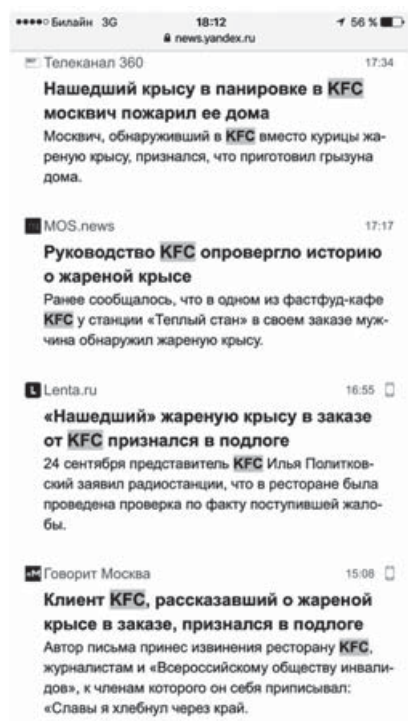 Билайн 3G 18:12 56 %
news.yandex.ru
Телеканал 360 17:34
Нашедший крысу в панировке в KFC
москвич пожарил ее дома
Москвич, обнаруживший в KFC вместо курицы жа-
реную крысу, признался, что приготовил грызуна
дома.
MOS.news 17:17
Руководство KFC опровергло историю
о жареной крысе
Ранее сообщалось, что в одном из фастфуд-кафе
KFC у станции «Теплый стан» в своем заказе муж-
чина обнаружил жареную крысу.
Lenta.ru 16:55
«Нашедший» жареную крысу в заказе
от KFC признался в подлоге
24 сентября представитель KFC Илья Политков-
ский заявил радиостанции, что в ресторане была
проведена проверка по факту поступившей жало-
бы.
Говорит Москва 15:08
Клиент KFC, рассказавший о жареной
крысе в заказе, признался в подлоге
Автор письма принес извинения ресторану KFC,
журналистам и «Всероссийскому обществу инвали-
дов», к членам которого он себя приписывал:
«Славы я хлебнул через край.